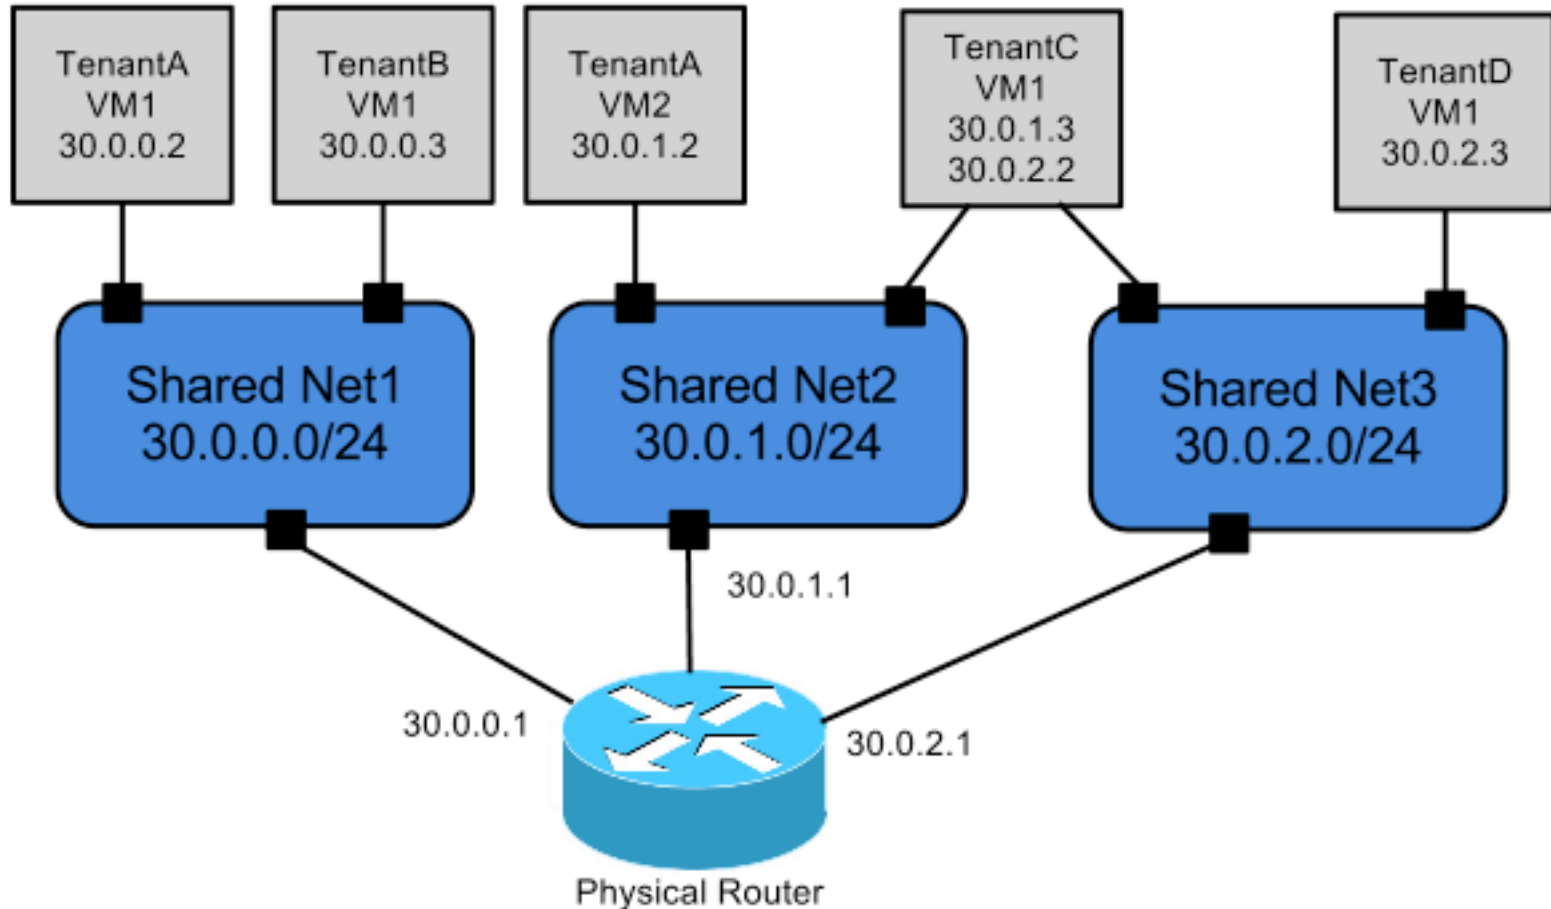 TenantA
VM1
30.0.0.2
TenantB
VM1
30.0.0.3
TenantA
VM2
30.0.1.2
TenantC
VM1
30.0.1.3
30.0.2.2
TenantD
VM1
30.0.2.3
Shared Net1
30.0.0.0/24
Shared Net2
30.0.1.0/24
Shared Net3
30.0.2.0/24
30.0.1.1
30.0.0.1
30.0.2.1
Physical Router